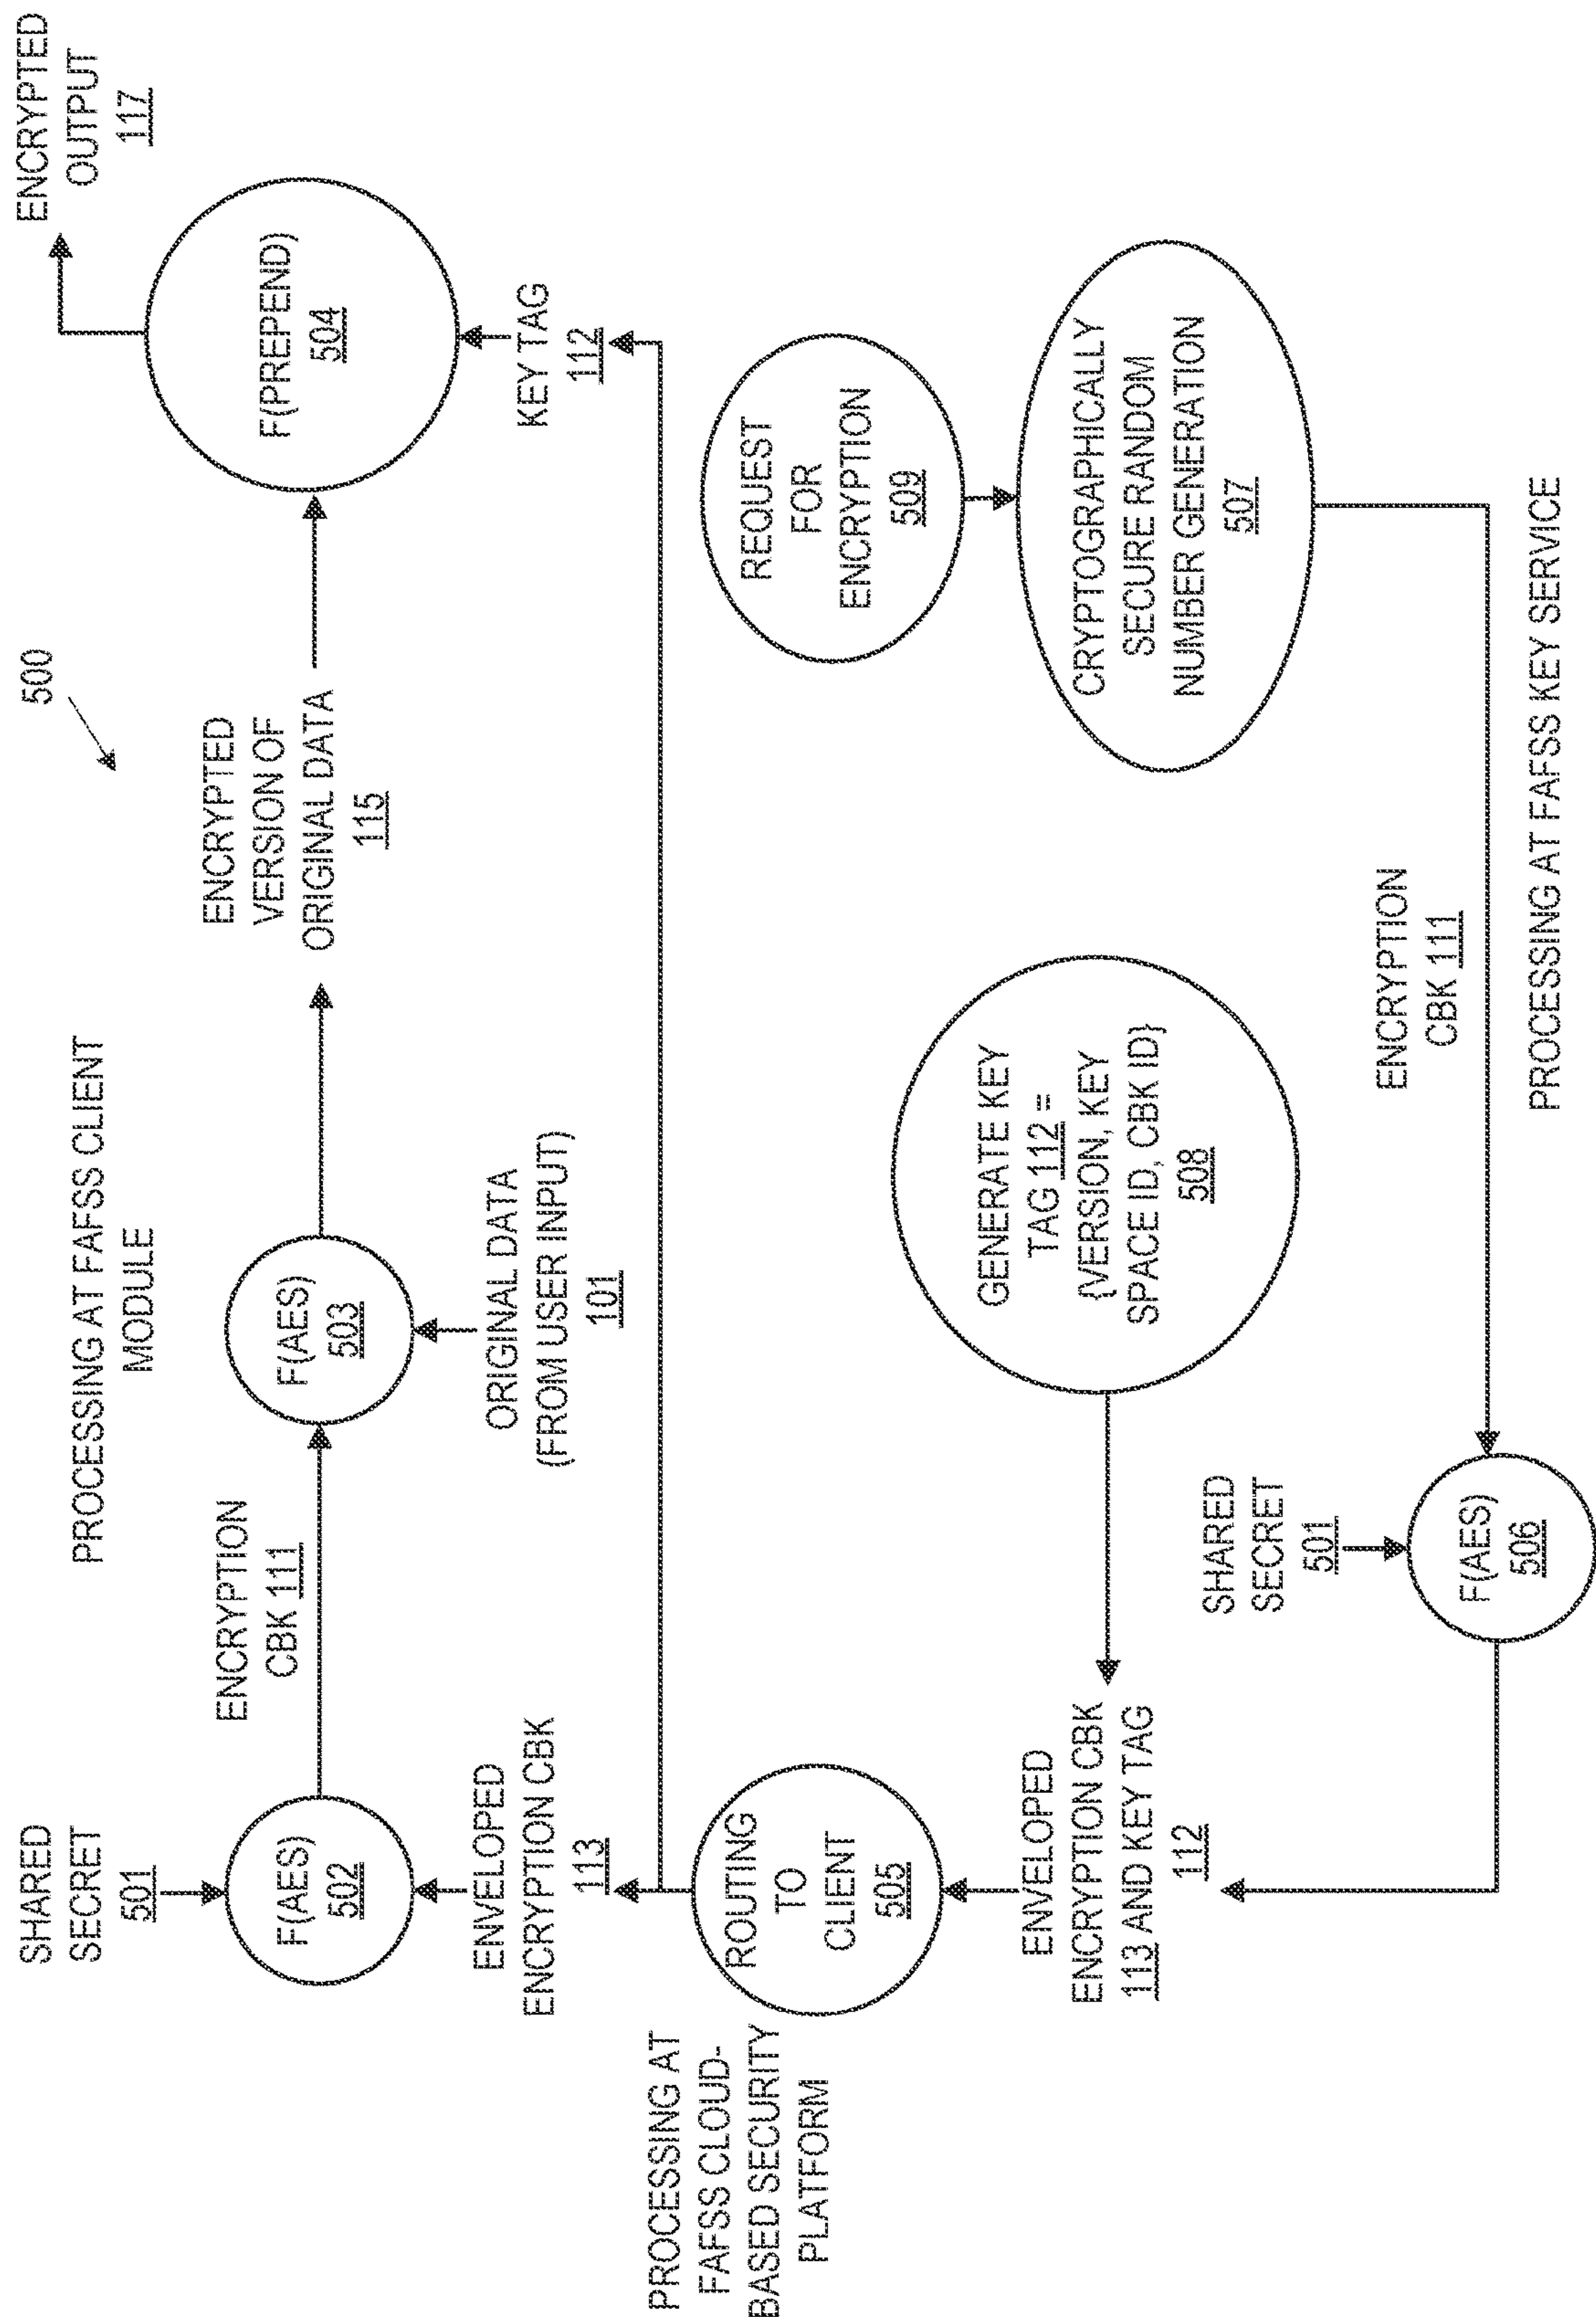 500
PROCESSING AT FAFSS CLIENT
MODULE
SHARED
SECRET
501
F(AES)
502
ENCRYPTION
CBK 111
F(AES)
503
ENCRYPTED
VERSION OF
ORIGINAL DATA
115
F(PREPEND)
504
ENCRYPTED
OUTPUT
117
ENVELOPED
ENCRYPTION CBK
113
ORIGINAL DATA
(FROM USER INPUT)
101
KEY TAG
112
PROCESSING AT
FAFSS CLOUD-
BASED SECURITY
PLATFORM
ROUTING
TO
CLIENT
505
REQUEST
FOR
ENCRYPTION
509
ENVELOPED
ENCRYPTION CBK
113 AND KEY TAG
112
GENERATE KEY
TAG 112 =
{VERSION, KEY
SPACE ID, CBK ID}
508
CRYPTOGRAPHICALLY
SECURE RANDOM
NUMBER GENERATION
507
SHARED
SECRET
501
F(AES)
506
ENCRYPTION
CBK 111
PROCESSING AT FAFSS KEY SERVICE